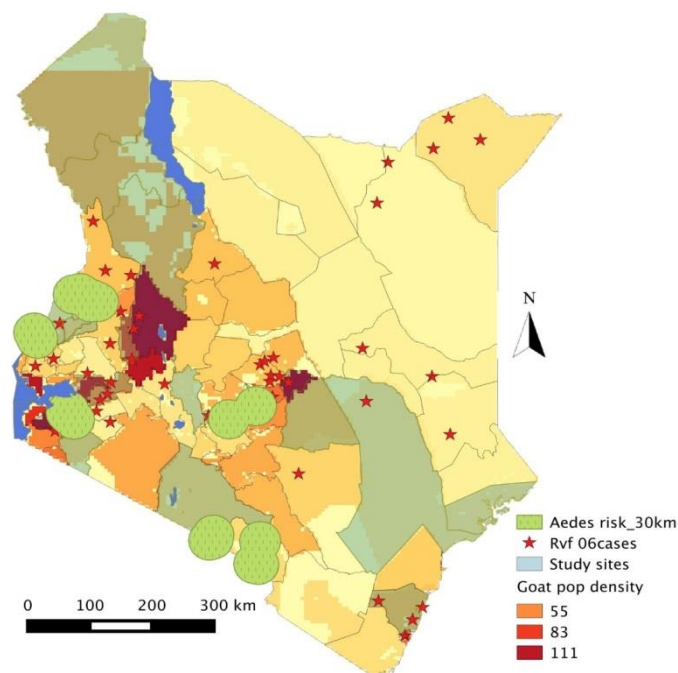 N
Aedes risk_30km
Rvf 06cases
Study sites
Goat pop density
55
83
111
0 100 200 300 km